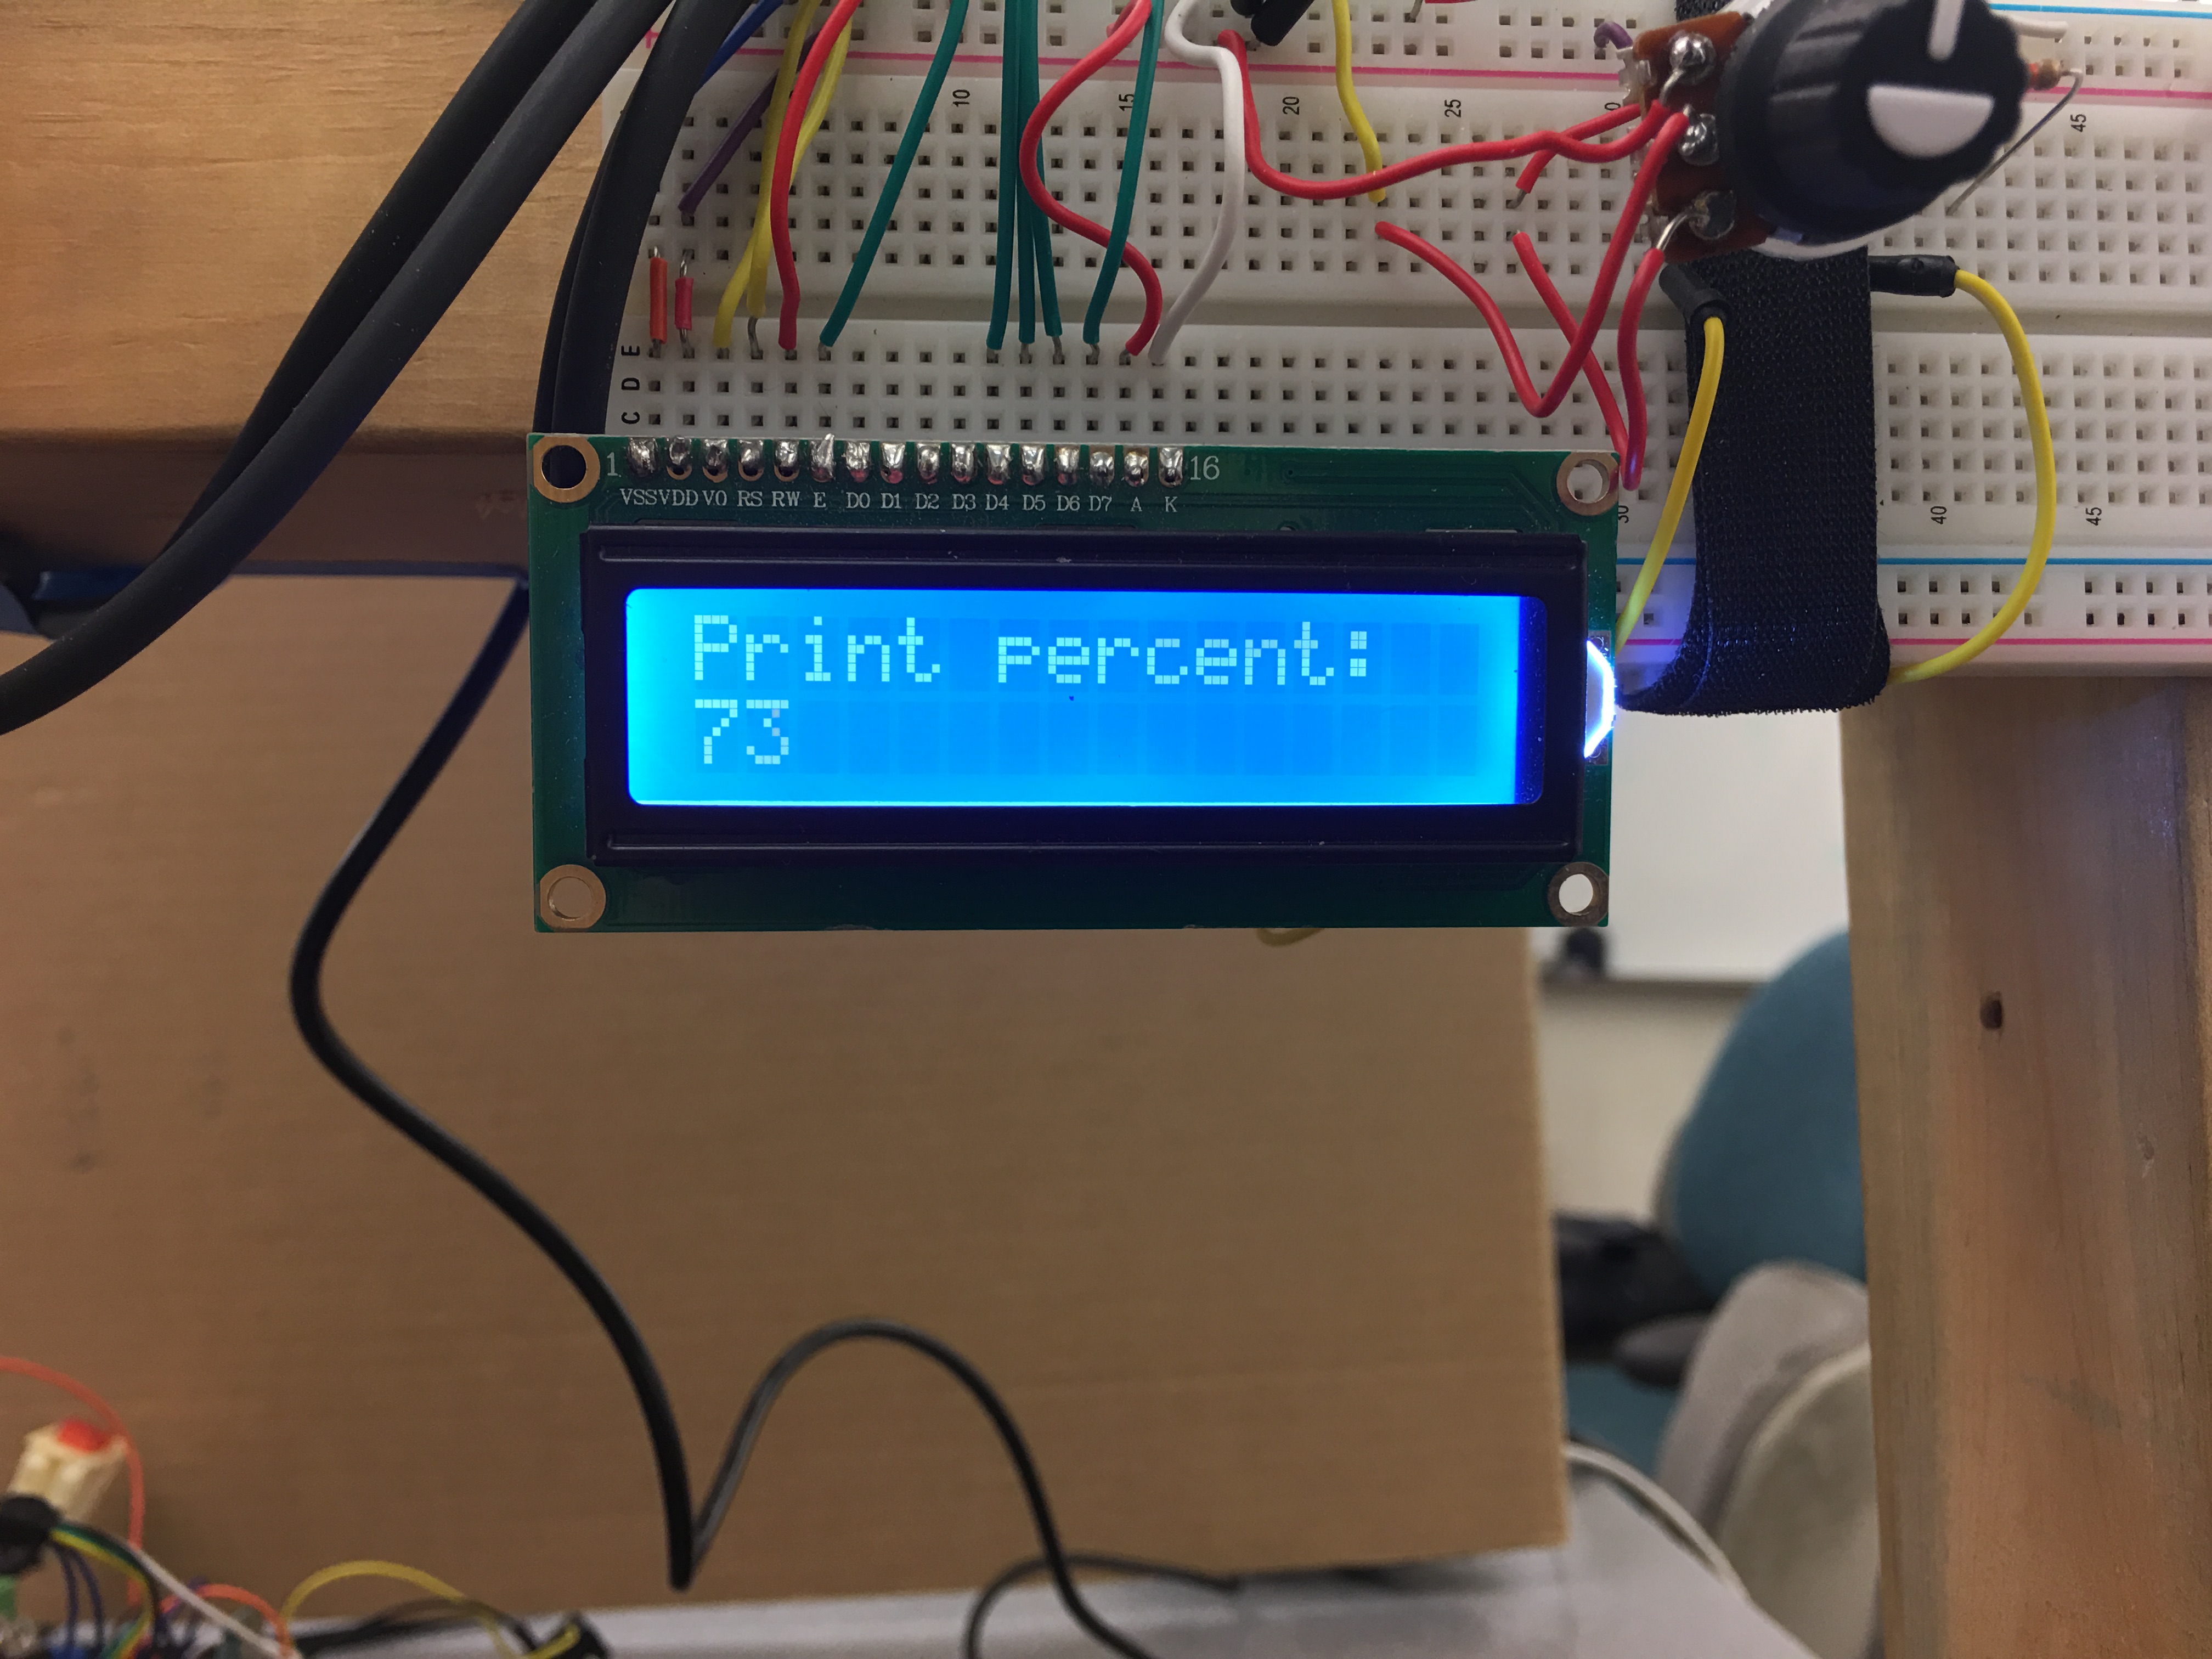 10 15 20 25 45
E
D
C
1 16
VSS VDD V0 RS RW E D0 D1 D2 D3 D4 D5 D6 D7 A K
30 40 45
Print percent:
73